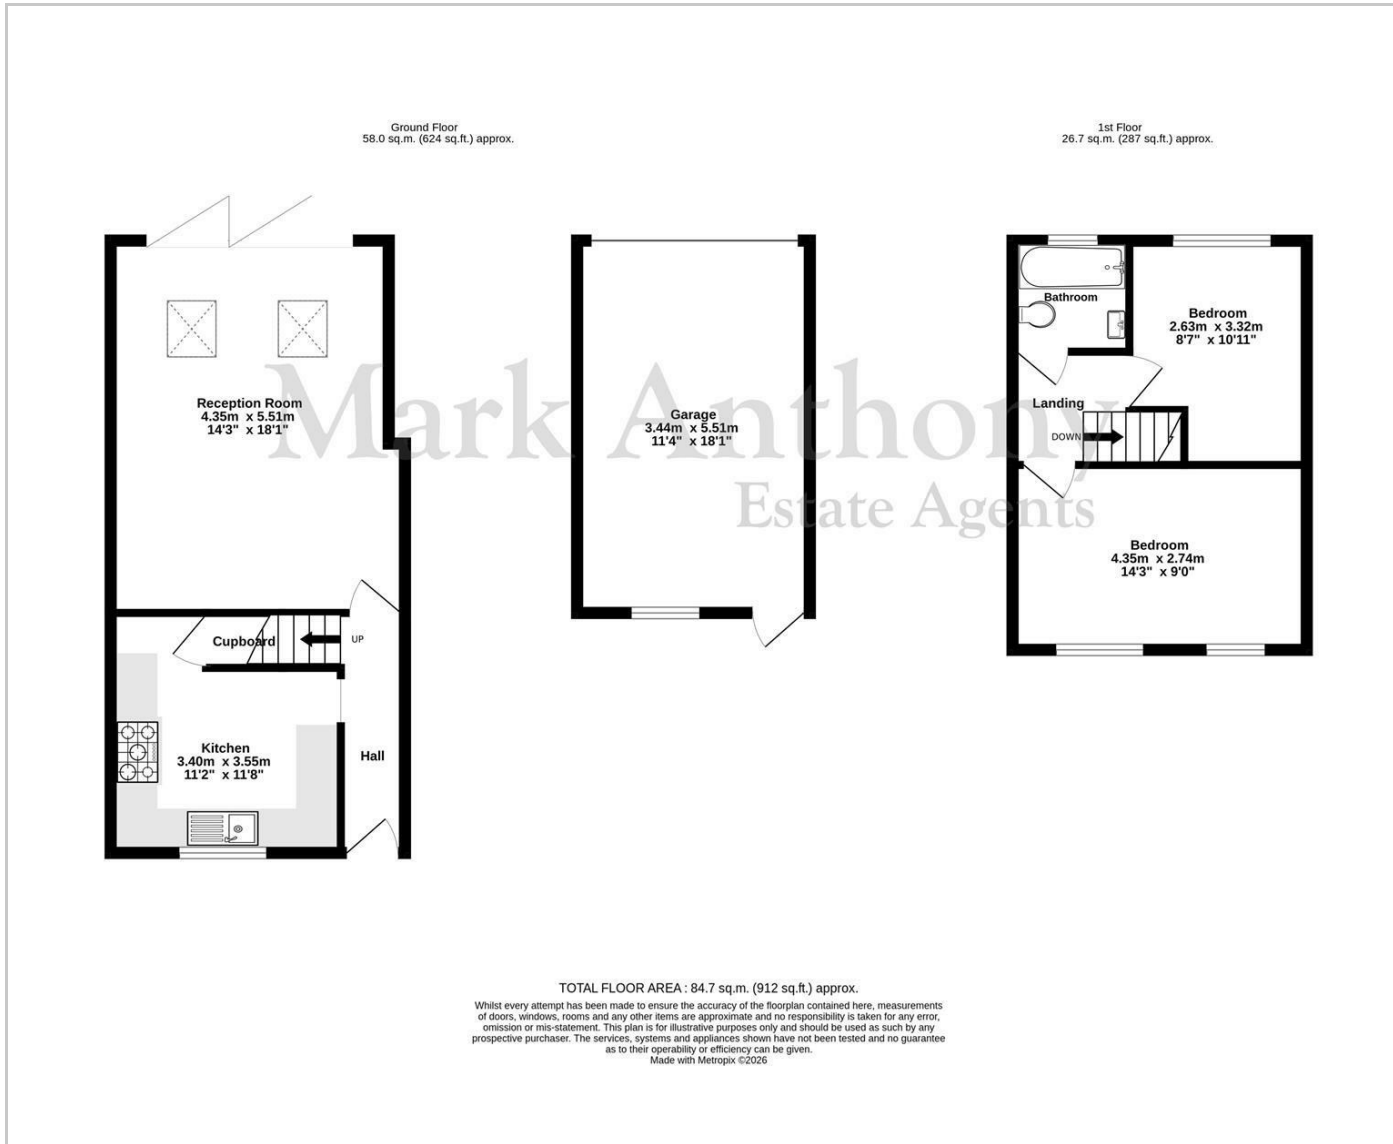 Ground Floor
58.0 sq.m. (624 sq.ft.) approx.
1st Floor
26.7 sq.m. (287 sq.ft.) approx.
Reception Room
4.35m x 5.51m
14'3" x 18'1"
Cupboard
UP
Kitchen
3.40m x 3.55m
11'2" x 11'8"
Hall
Garage
3.44m x 5.51m
11'4" x 18'1"
Bathroom
Bedroom
2.63m x 3.32m
8'7" x 10'11"
Landing
DOWN
Bedroom
4.35m x 2.74m
14'3" x 9'0"
Mark Anthony
Estate Agents
TOTAL FLOOR AREA : 84.7 sq.m. (912 sq.ft.) approx.
Whilst every attempt has been made to ensure the accuracy of the floorplan contained here, measurements
of doors, windows, rooms and any other items are approximate and no responsibility is taken for any error,
omission or mis-statement. This plan is for illustrative purposes only and should be used as such by any
prospective purchaser. The services, systems and appliances shown have not been tested and no guarantee
as to their operability or efficiency can be given.
Made with Metropix ©2026